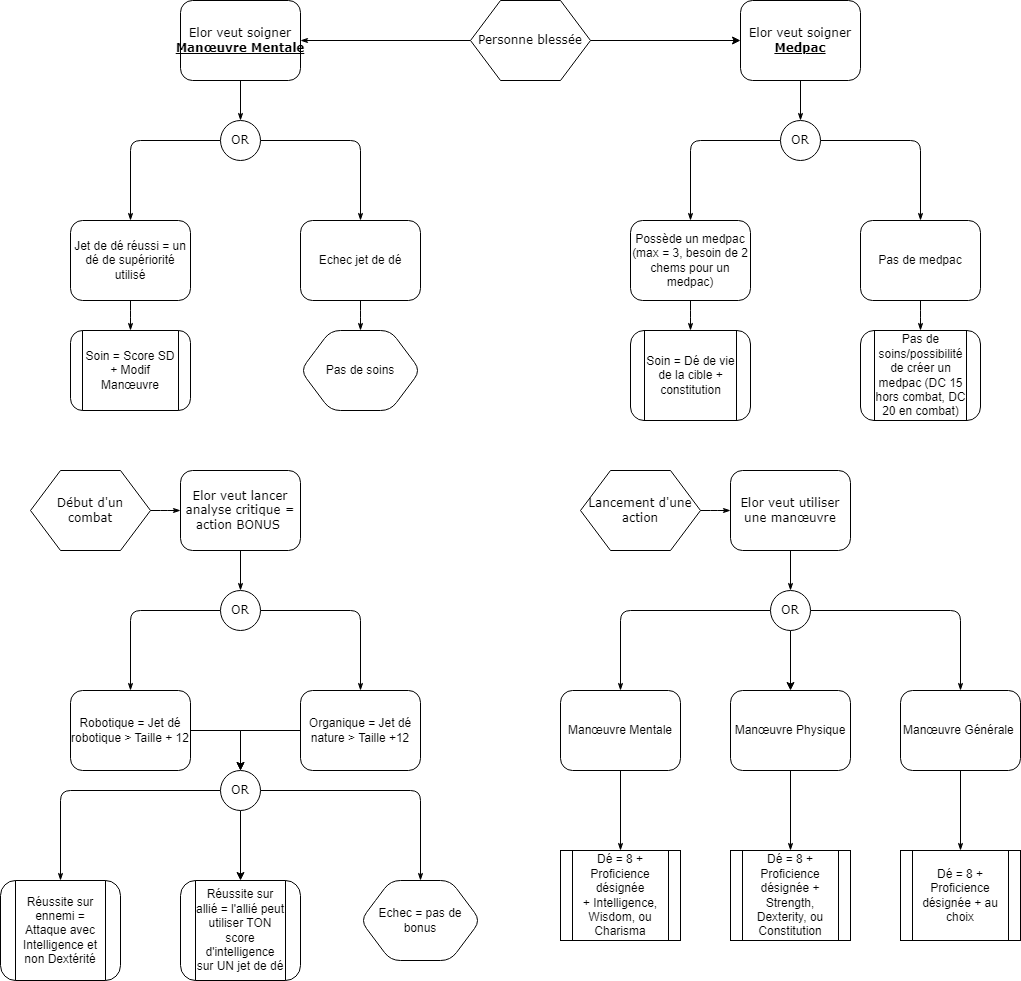 Elor veut soigner
Manœuvre Mentale
Personne blessée
Elor veut soigner
Medpac
OR
OR
Jet de dé réussi = un
dé de supériorité
utilisé
Echec jet de dé
Possède un medpac
(max = 3, besoin de 2
chems pour un
medpac)
Pas de medpac
Soin = Score SD
+ Modif
Manœuvre
Pas de soins
Soin = Dé de vie
de la cible +
constitution
Pas de
soins/possibilité
de créer un
medpac (DC 15
hors combat, DC
20 en combat)
Début d'un
combat
Elor veut lancer
analyse critique =
action BONUS
Lancement d'une
action
Elor veut utiliser
une manœuvre
OR
OR
Robotique = Jet dé
robotique > Taille + 12
Organique = Jet dé
nature > Taille +12
Manœuvre Mentale
Manœuvre Physique
Manœuvre Générale
OR
Réussite sur
ennemi =
Attaque avec
Intelligence et
non Dextérité
Réussite sur
allié = l'allié peut
utiliser TON
score
d'intelligence
sur UN jet de dé
Echec = pas de
bonus
Dé = 8 +
Proficience
désignée
+ Intelligence,
Wisdom, ou
Charisma
Dé = 8 +
Proficience
désignée +
Strength,
Dexterity, ou
Constitution
Dé = 8 +
Proficience
désignée + au
choix